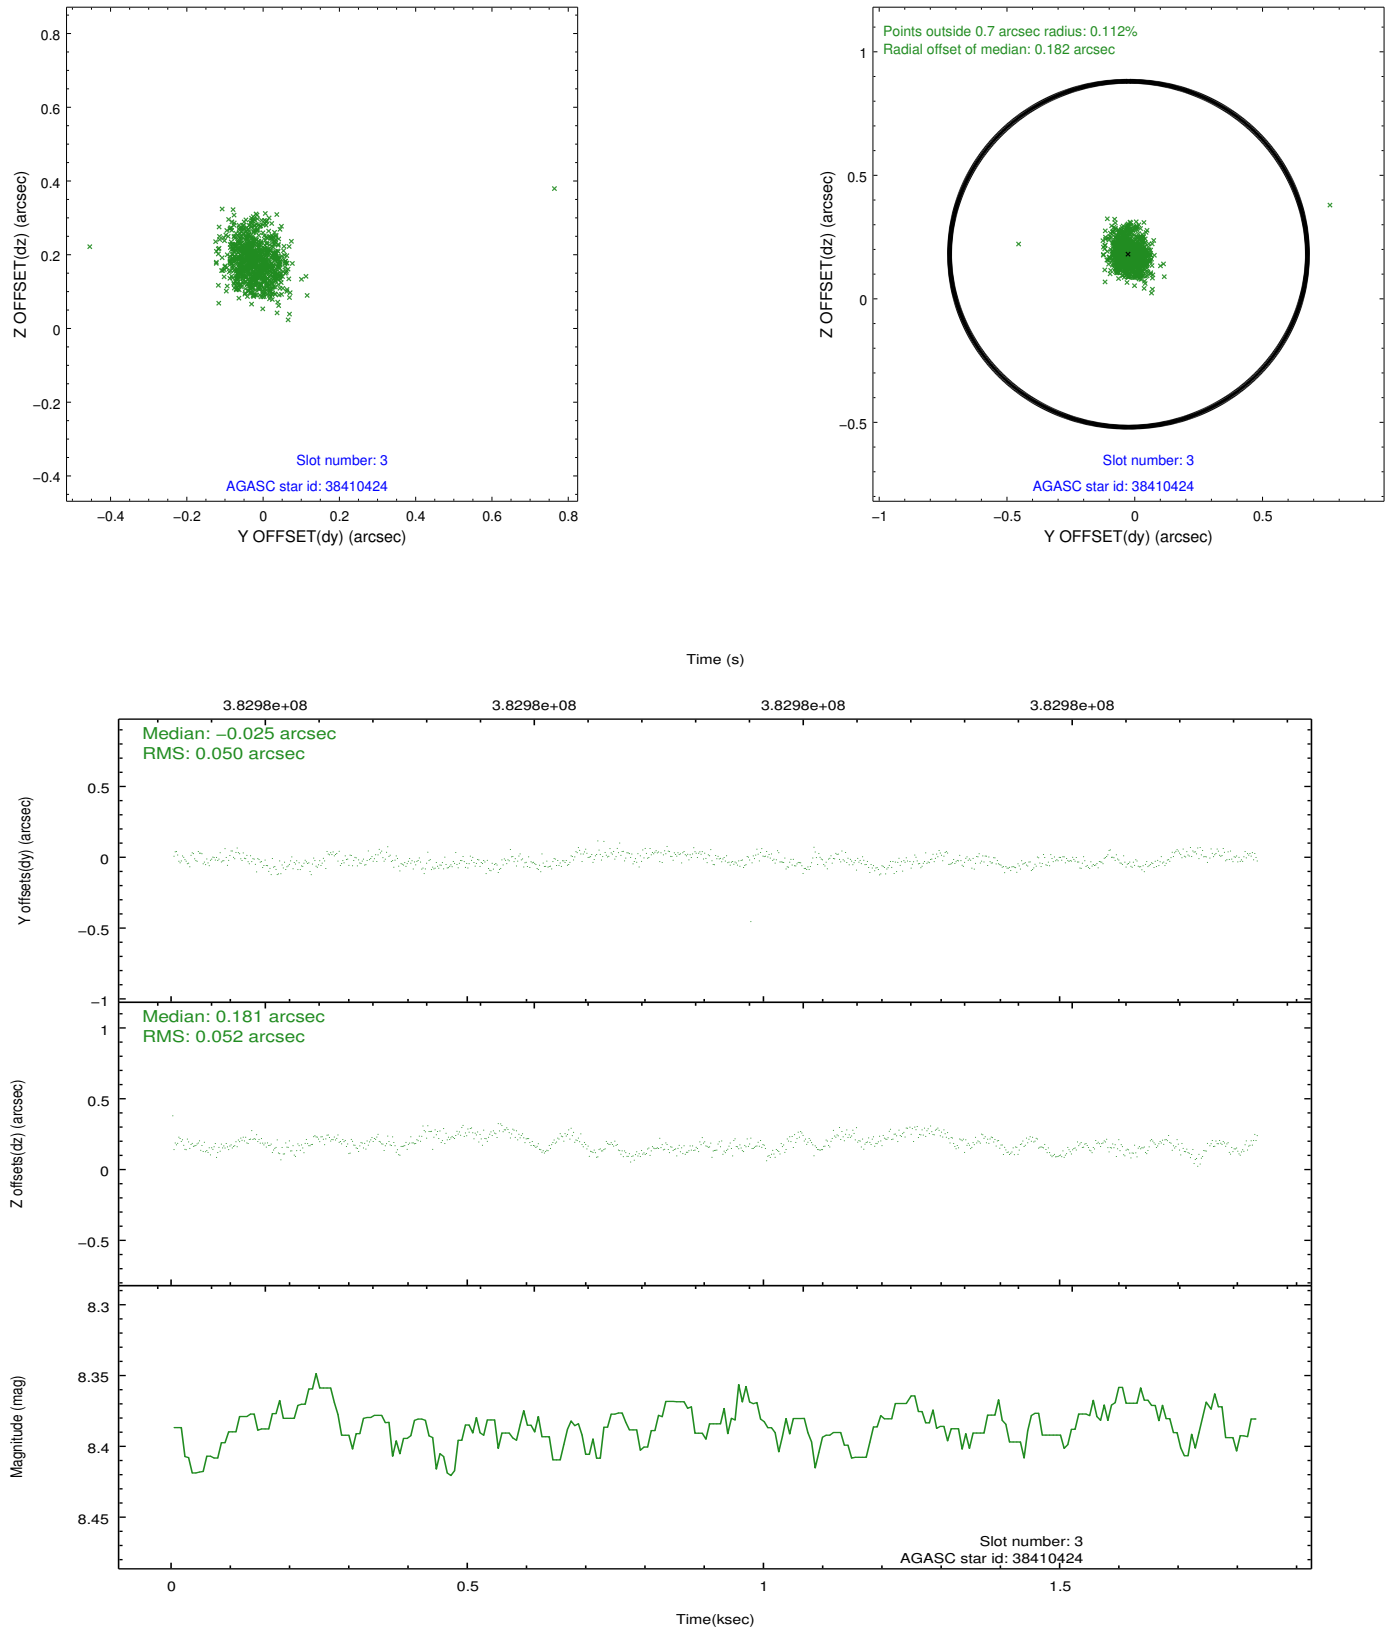 0.8
0.6
0.4
0.2
0
−0.2
−0.4
Z OFFSET(dz) (arcsec)
Slot number: 3
AGASC star id: 38410424
−0.4 −0.2 0 0.2 0.4 0.6 0.8
Y OFFSET(dy) (arcsec)
Points outside 0.7 arcsec radius: 0.112%
Radial offset of median: 0.182 arcsec
1
0.5
0
−0.5
Z OFFSET(dz) (arcsec)
Slot number: 3
AGASC star id: 38410424
−1 −0.5 0 0.5
Y OFFSET(dy) (arcsec)
Time (s)
3.8298e+08 3.8298e+08 3.8298e+08 3.8298e+08
Median: −0.025 arcsec
RMS: 0.050 arcsec
0.5
0
−0.5
−1
Y offsets(dy) (arcsec)
Median: 0.181 arcsec
RMS: 0.052 arcsec
1
0.5
0
−0.5
Z offsets(dz) (arcsec)
8.3
8.35
8.4
8.45
Magnitude (mag)
Slot number: 3
AGASC star id: 38410424
0 0.5 1 1.5
Time(ksec)